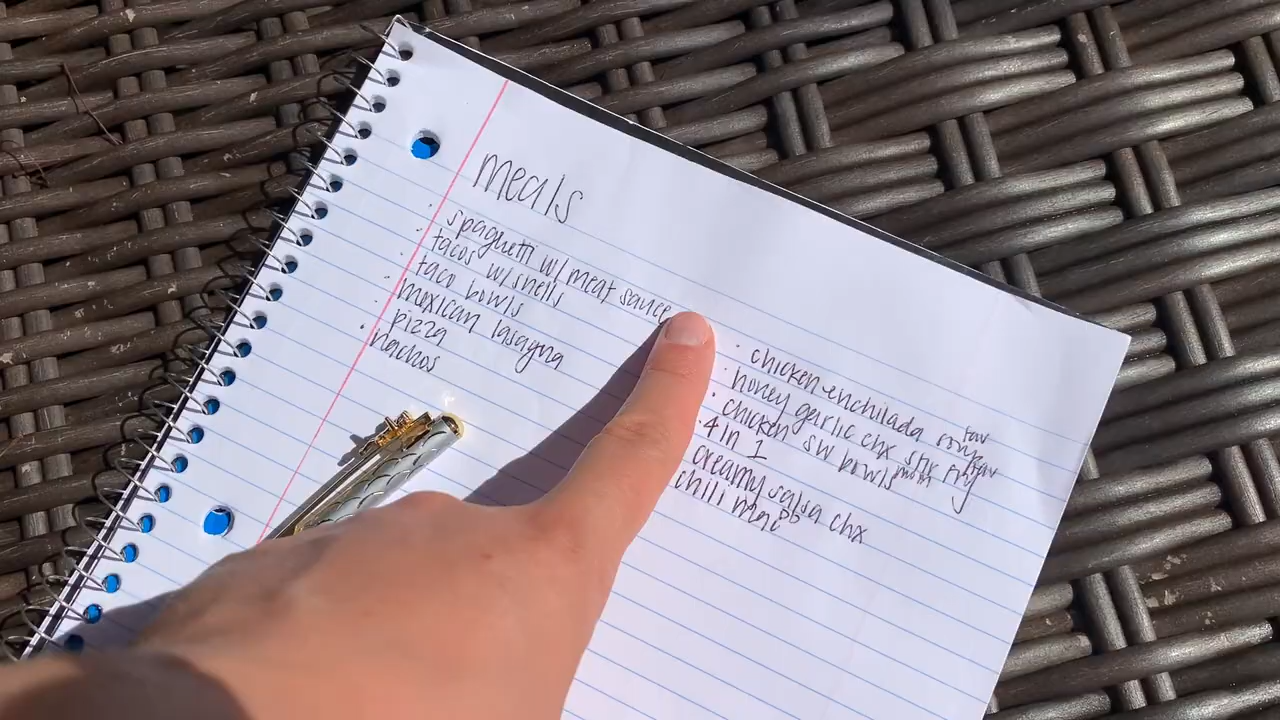 meals
· spaghetti w/ meat sauce
· tacos w/ shells
· taco bowls
· mexican lasagna
· pizza
· nachos
· chicken enchilada
· honey garlic chx stir fry
· chicken sw bowls
· 4 in 1
creamy salsa chx
chili mac